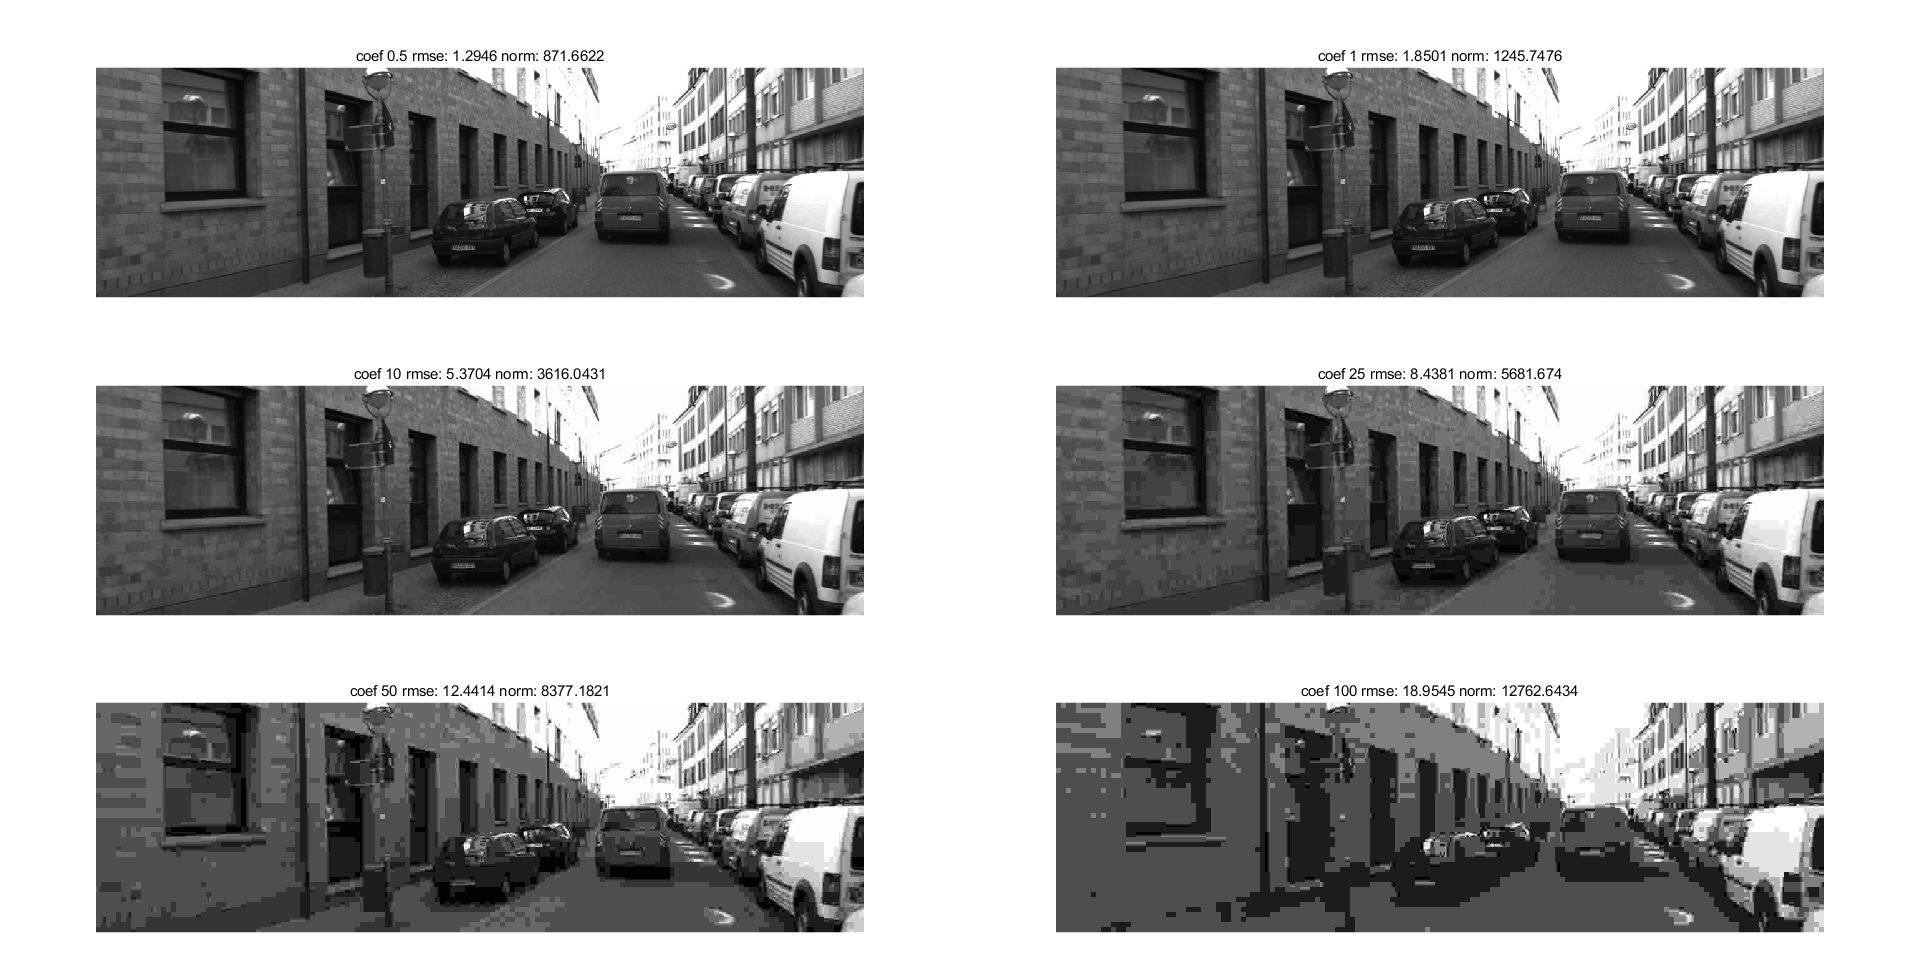 coef 0.5 rmse: 1.2946 norm: 871.6622
coef 1 rmse: 1.8501 norm: 1245.7476
coef 10 rmse: 5.3704 norm: 3616.0431
coef 25 rmse: 8.4381 norm: 5681.674
coef 50 rmse: 12.4414 norm: 8377.1821
coef 100 rmse: 18.9545 norm: 12762.6434